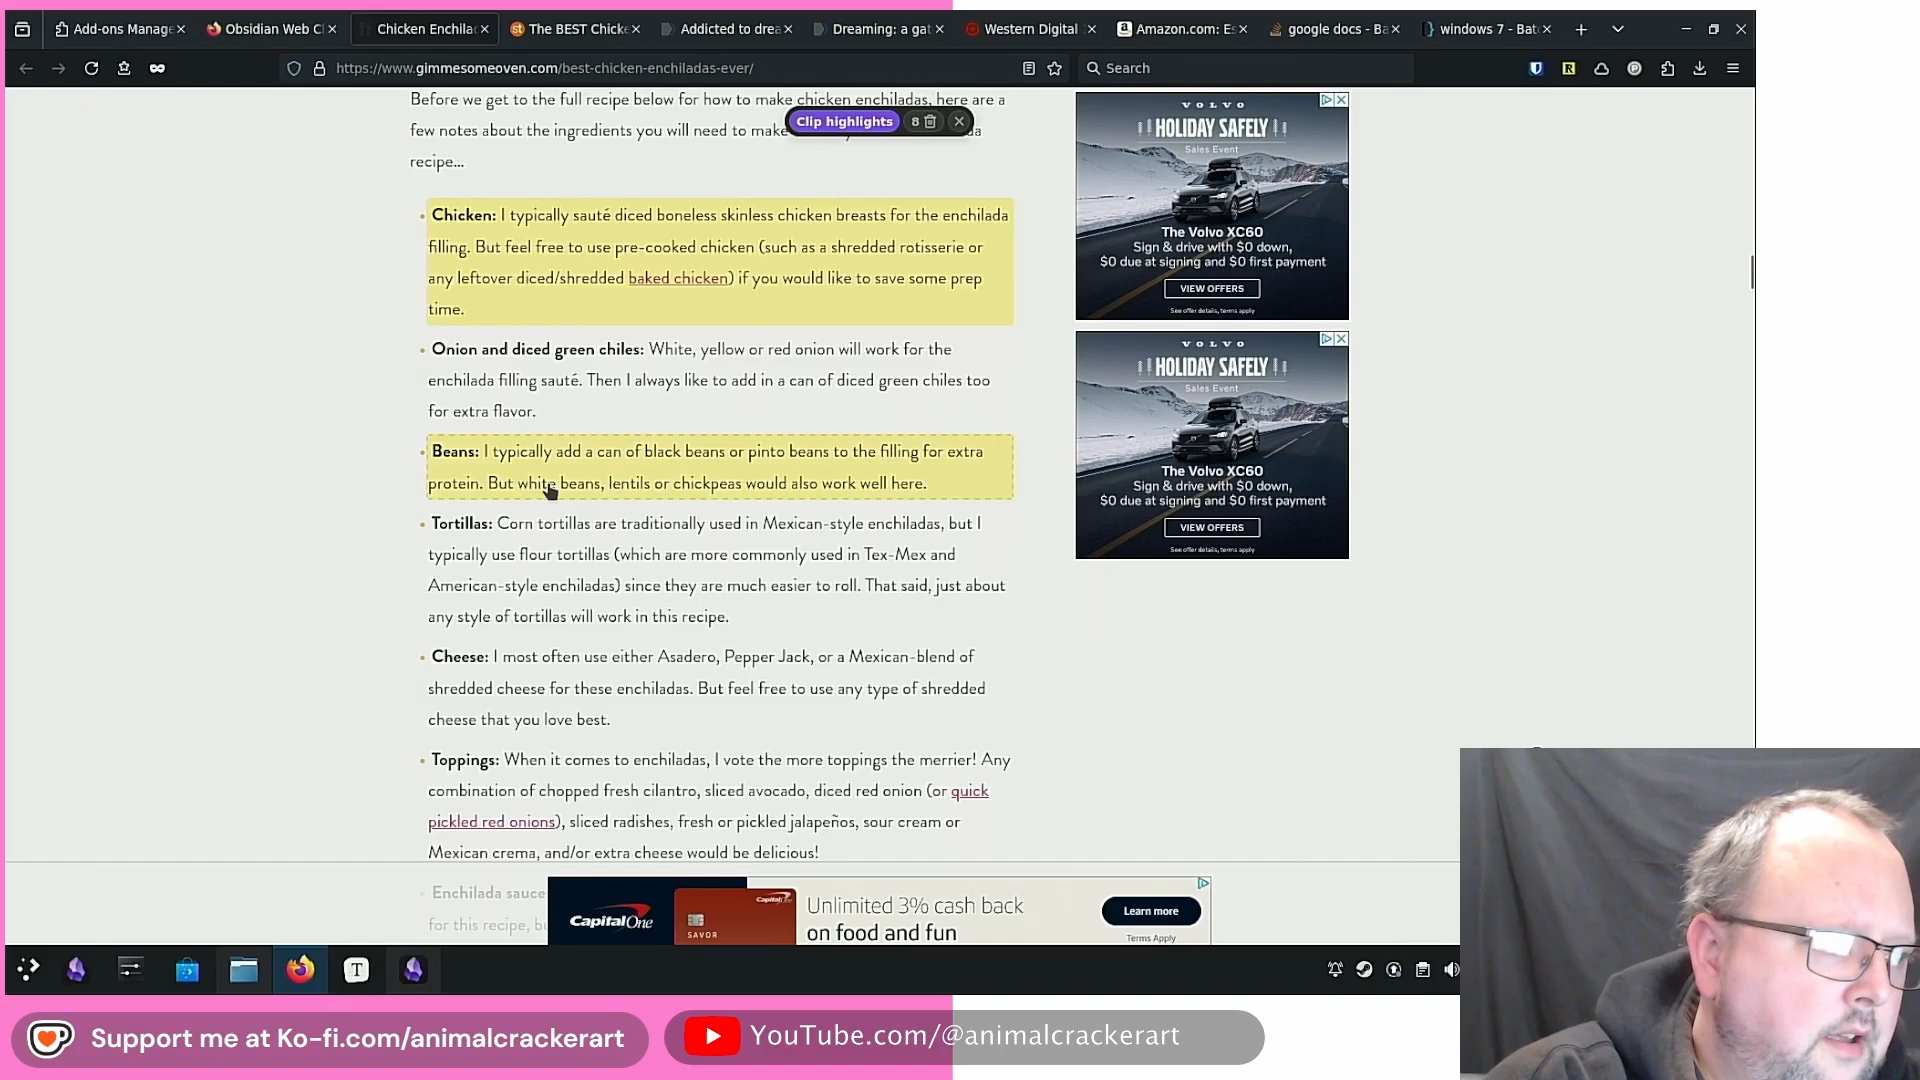 Add-ons Manage
Obsidian Web C
Chicken Enchila
The BEST Chicke
Addicted to drea
Dreaming: a gat
Western Digital
Amazon.com: Es
google docs - Ba
windows 7 - Bat
https://www.gimmesomeoven.com/best-chicken-enchiladas-ever/
Search
Before we get to the full recipe below for how to make chicken enchiladas, here are a
few notes about the ingredients you will need to make
recipe...
Clip highlights 8
• Chicken: I typically sauté diced boneless skinless chicken breasts for the enchilada
filling. But feel free to use pre-cooked chicken (such as a shredded rotisserie or
any leftover diced/shredded baked chicken) if you would like to save some prep
time.
• Onion and diced green chiles: White, yellow or red onion will work for the
enchilada filling sauté. Then I always like to add in a can of diced green chiles too
for extra flavor.
• Beans: I typically add a can of black beans or pinto beans to the filling for extra
protein. But white beans, lentils or chickpeas would also work well here.
• Tortillas: Corn tortillas are traditionally used in Mexican-style enchiladas, but I
typically use flour tortillas (which are more commonly used in Tex-Mex and
American-style enchiladas) since they are much easier to roll. That said, just about
any style of tortillas will work in this recipe.
• Cheese: I most often use either Asadero, Pepper Jack, or a Mexican-blend of
shredded cheese for these enchiladas. But feel free to use any type of shredded
cheese that you love best.
• Toppings: When it comes to enchiladas, I vote the more toppings the merrier! Any
combination of chopped fresh cilantro, sliced avocado, diced red onion (or quick
pickled red onions), sliced radishes, fresh or pickled jalapeños, sour cream or
Mexican crema, and/or extra cheese would be delicious!
• Enchilada sauce
for this recipe, bu
VOLVO
HOLIDAY SAFELY
Sales Event
The Volvo XC60
Sign & drive with $0 down,
$0 due at signing and $0 first payment
VIEW OFFERS
See offer details, terms apply
VOLVO
HOLIDAY SAFELY
Sales Event
The Volvo XC60
Sign & drive with $0 down,
$0 due at signing and $0 first payment
VIEW OFFERS
See offer details, terms apply
Capital One
CapitalOne
SAVOR
Unlimited 3% cash back
on food and fun
Learn more
Terms Apply
Support me at Ko-fi.com/animalcrackerart
YouTube.com/@animalcrackerart